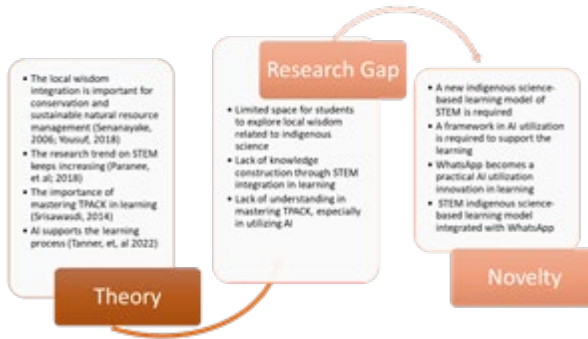 • The local wisdom
integration is important for
conservation and
sustainable natural resource
management (Senanayake,
2006; Yousuf, 2018)
• The research trend on STEM
keeps increasing (Paranee,
et al; 2018)
• The importance of
mastering TPACK in learning
(Srisawasdi, 2014)
• AI supports the learning
process (Tanner, et, al 2022)
Theory
Research Gap
• Limited space for students
to explore local wisdom
related to indigenous
science
• Lack of knowledge
construction through STEM
integration in learning
• Lack of understanding in
mastering TPACK, especially
in utilizing AI
• A new indigenous science-
based learning model of
STEM is required
• A framework in AI utilization
is required to support the
learning
• WhatsApp becomes a
practical AI utilization
innovation in learning
• STEM indigenous science-
based learning model
integrated with WhatsApp
Novelty